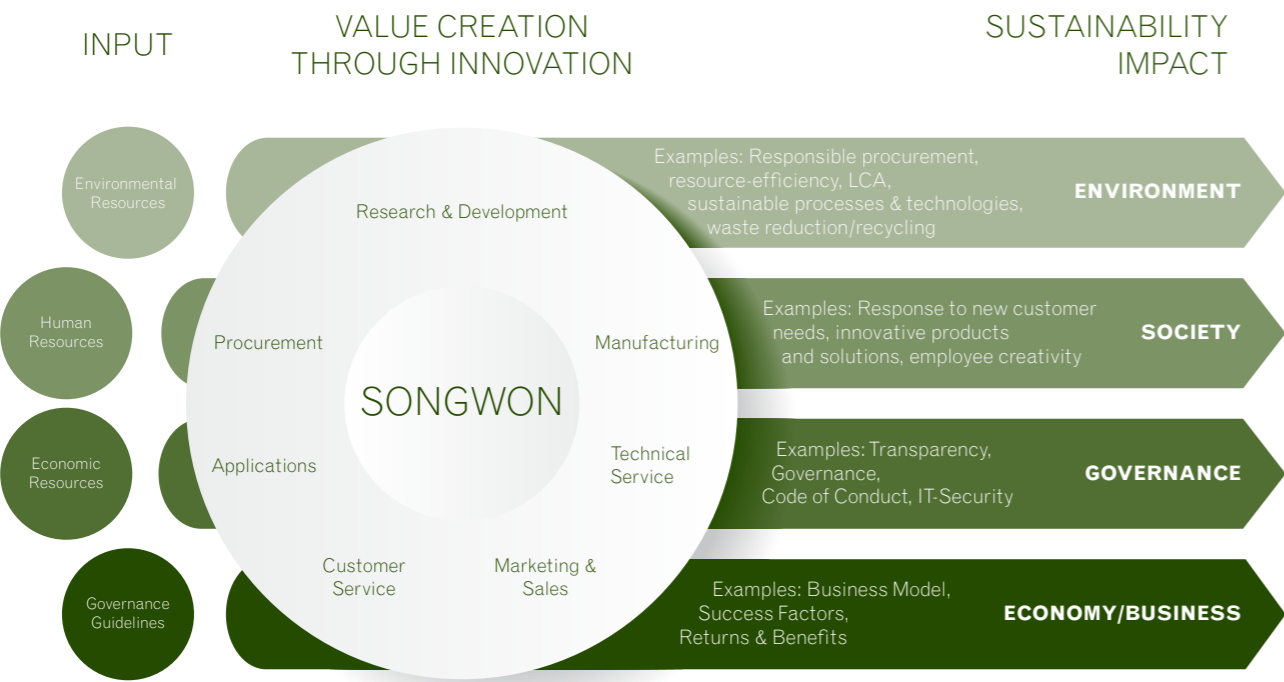 INPUT
VALUE CREATION
THROUGH INNOVATION
SUSTAINABILITY
IMPACT
Environmental
Resources
Human
Resources
Economic
Resources
Governance
Guidelines
Research & Development
Procurement
Manufacturing
SONGWON
Applications
Technical
Service
Customer
Service
Marketing &
Sales
Examples: Responsible procurement,
resource-efficiency, LCA,
sustainable processes & technologies,
waste reduction/recycling
ENVIRONMENT
Examples: Response to new customer
needs, innovative products
and solutions, employee creativity
SOCIETY
Examples: Transparency,
Governance,
Code of Conduct, IT-Security
GOVERNANCE
Examples: Business Model,
Success Factors,
Returns & Benefits
ECONOMY/BUSINESS